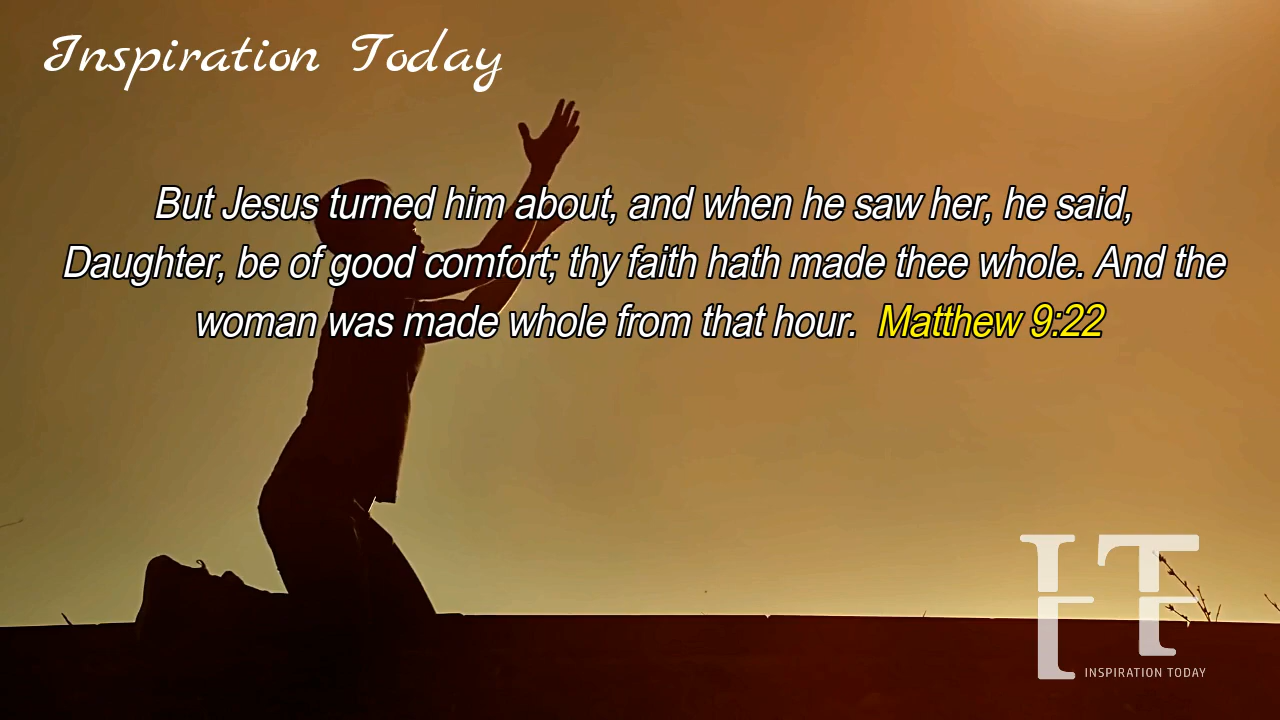 Inspiration Today
But Jesus turned him about, and when he saw her, he said,
Daughter, be of good comfort; thy faith hath made thee whole. And the
woman was made whole from that hour. Matthew 9:22
IT
INSPIRATION TODAY